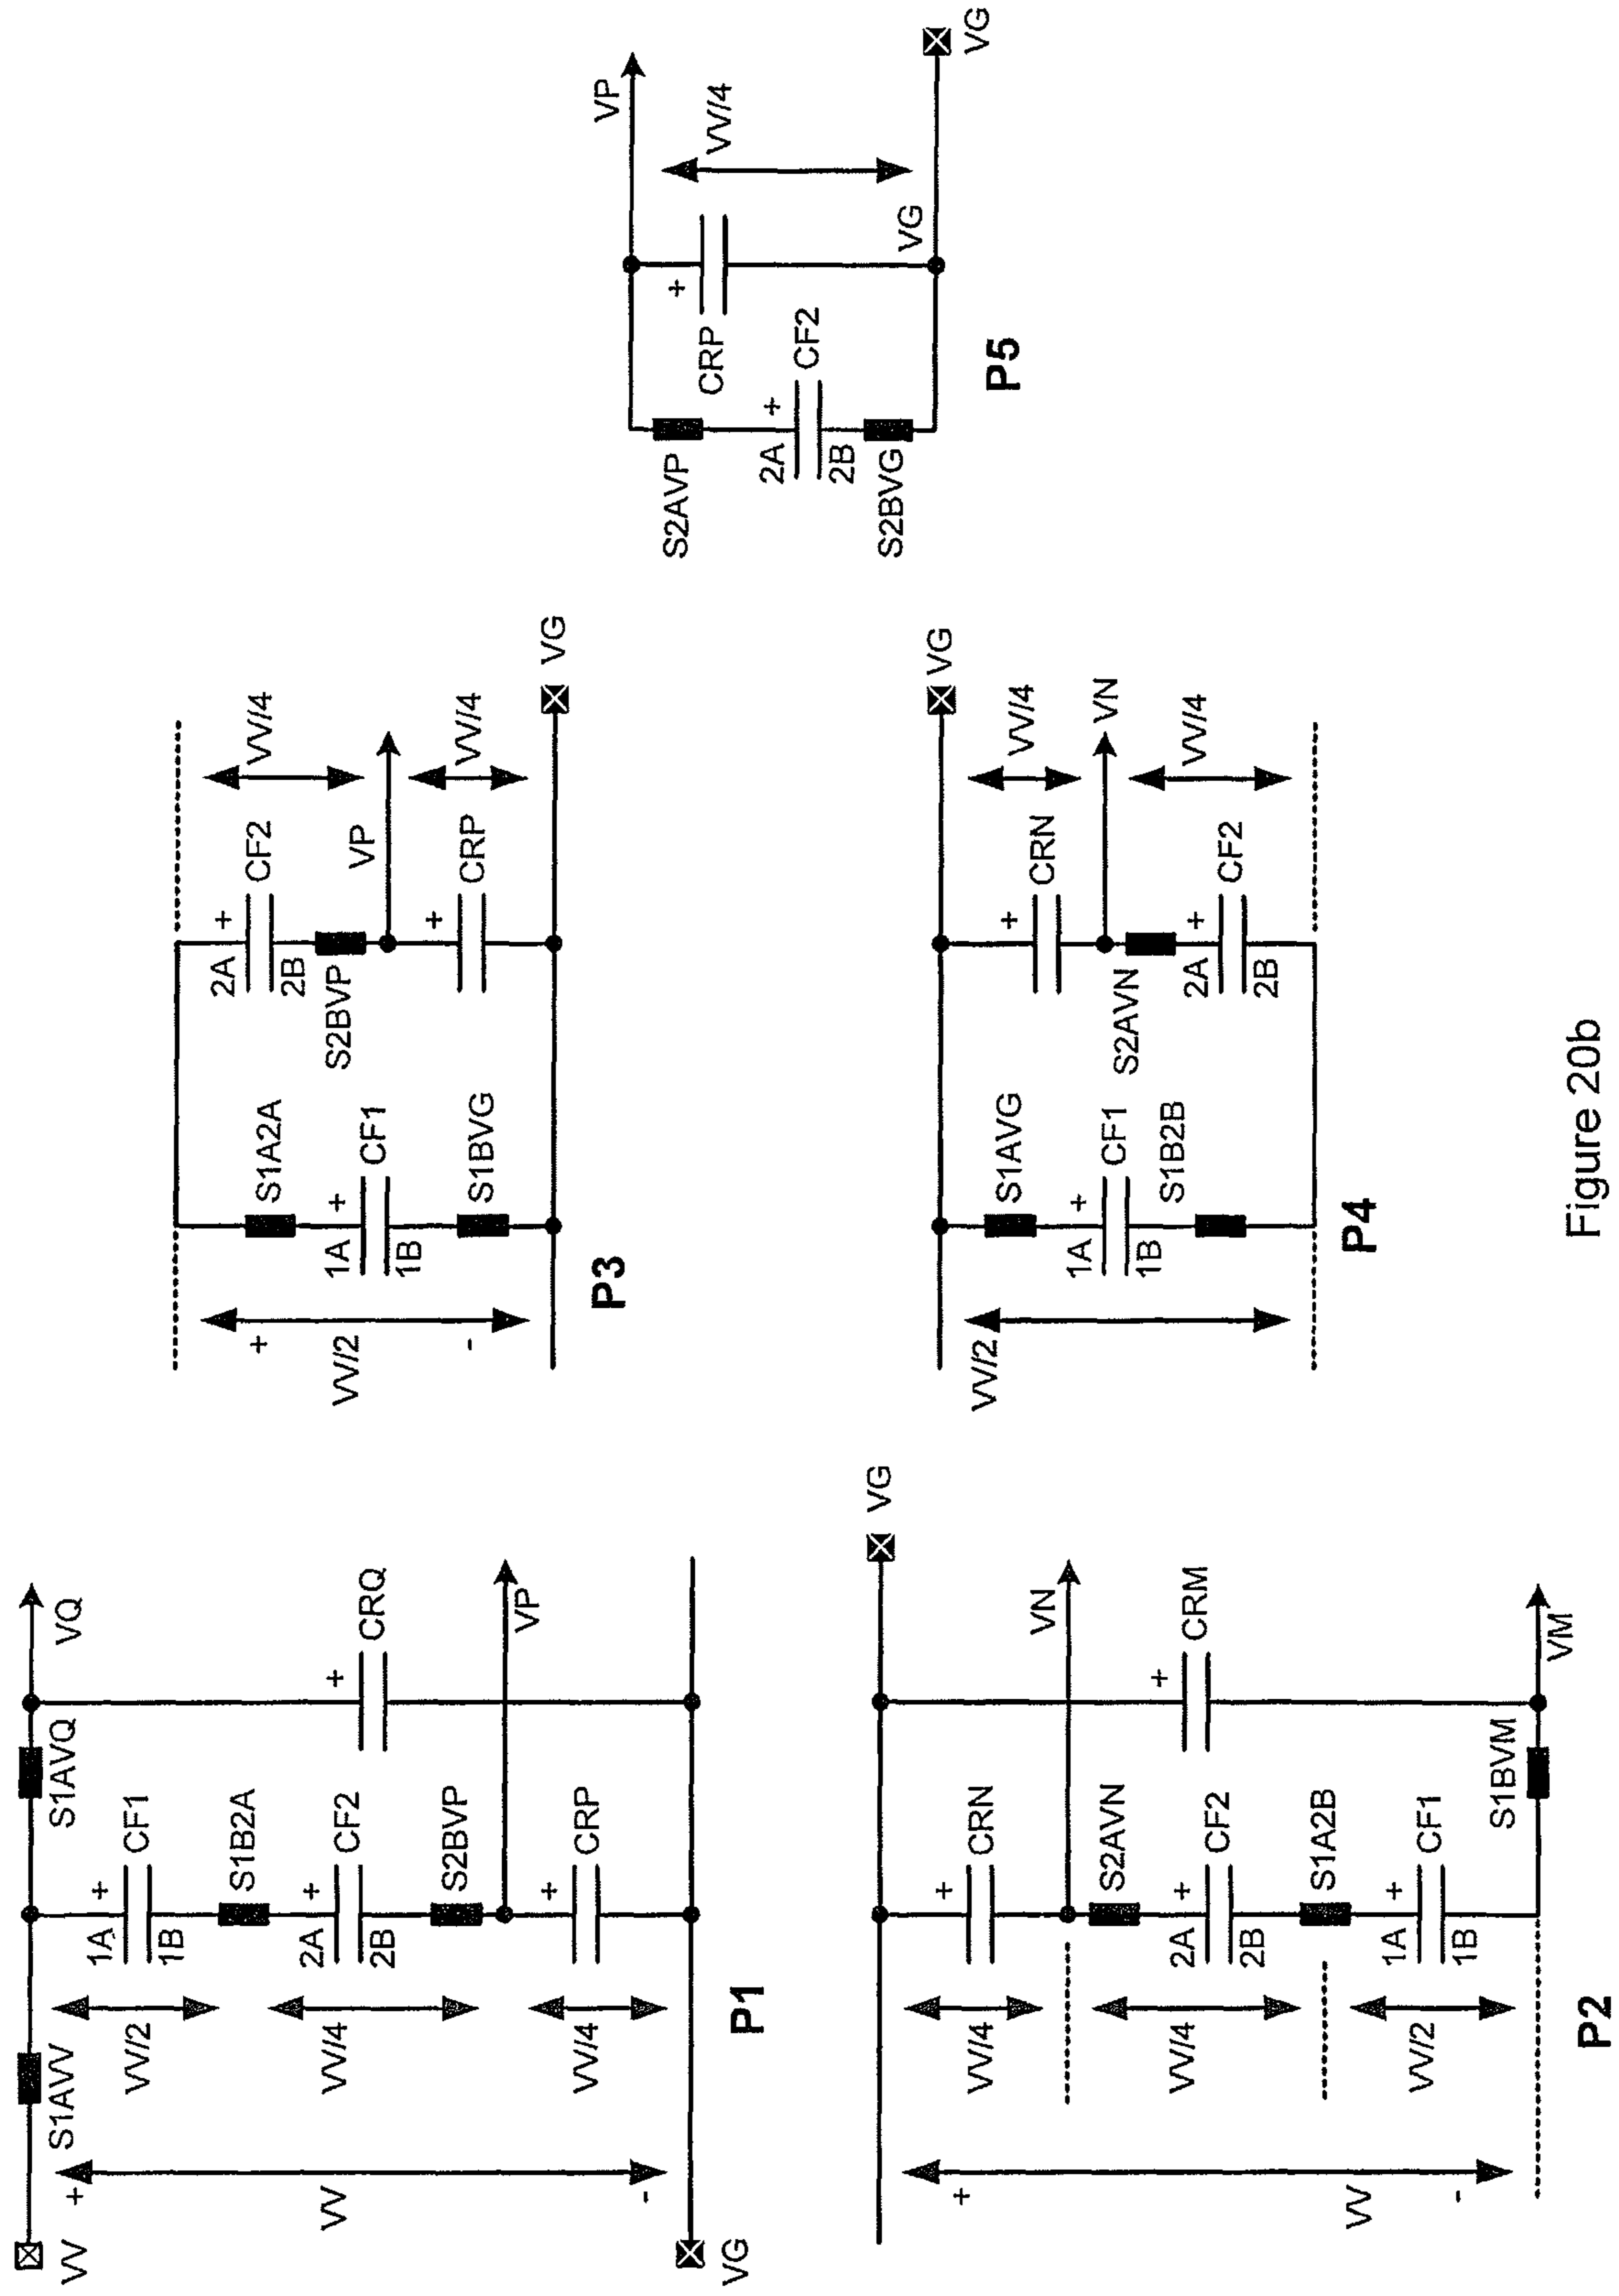 VV
S1AVV
S1AVQ
VQ
+
VV
-
VV/2
1A
+
CF1
1B
S1B2A
VV/4
2A
+
CF2
2B
S2BVP
VP
+
CRQ
VV/4
+
CRP
VG
P1
VG
+
VV
-
VV/4
+
CRN
VN
S2AVN
VV/4
2A
+
CF2
2B
+
CRM
S1A2B
VV/2
1A
+
CF1
1B
S1BVM
VM
P2
+
VV/2
-
S1A2A
1A
+
CF1
1B
S1BVG
2A
+
CF2
2B
S2BVP
VP
+
CRP
VV/4
VV/4
VG
P3
VG
VV/2
S1AVG
1A
+
CF1
1B
S1B2B
+
CRN
VN
S2AVN
2A
+
CF2
2B
VV/4
VV/4
P4
VP
S2AVP
2A
+
CF2
2B
S2BVG
+
CRP
VV/4
VG
VG
P5
Figure 20b